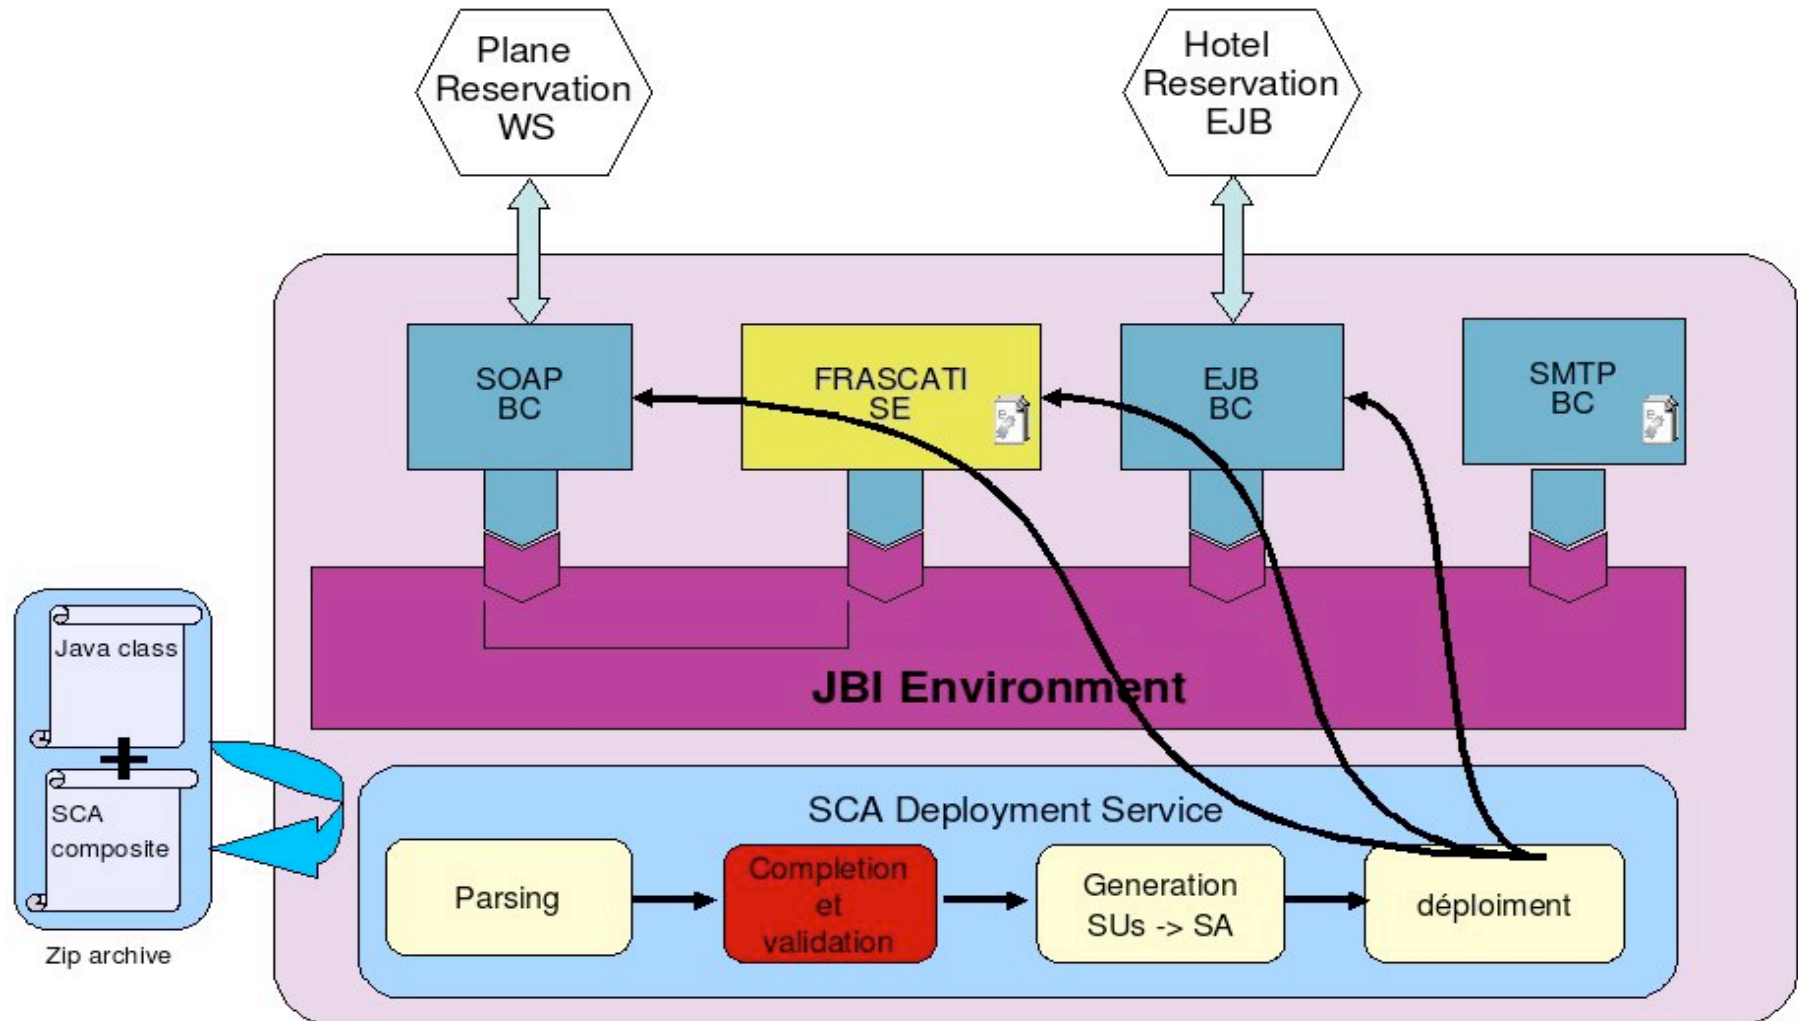 Plane
Reservation
WS
Hotel
Reservation
EJB
SOAP
BC
FRASCATI
SE
EJB
BC
SMTP
BC
JBI Environment
Java class
SCA
composite
Zip archive
SCA Deployment Service
Parsing
Completion
et
validation
Generation
SUs -> SA
déploiment